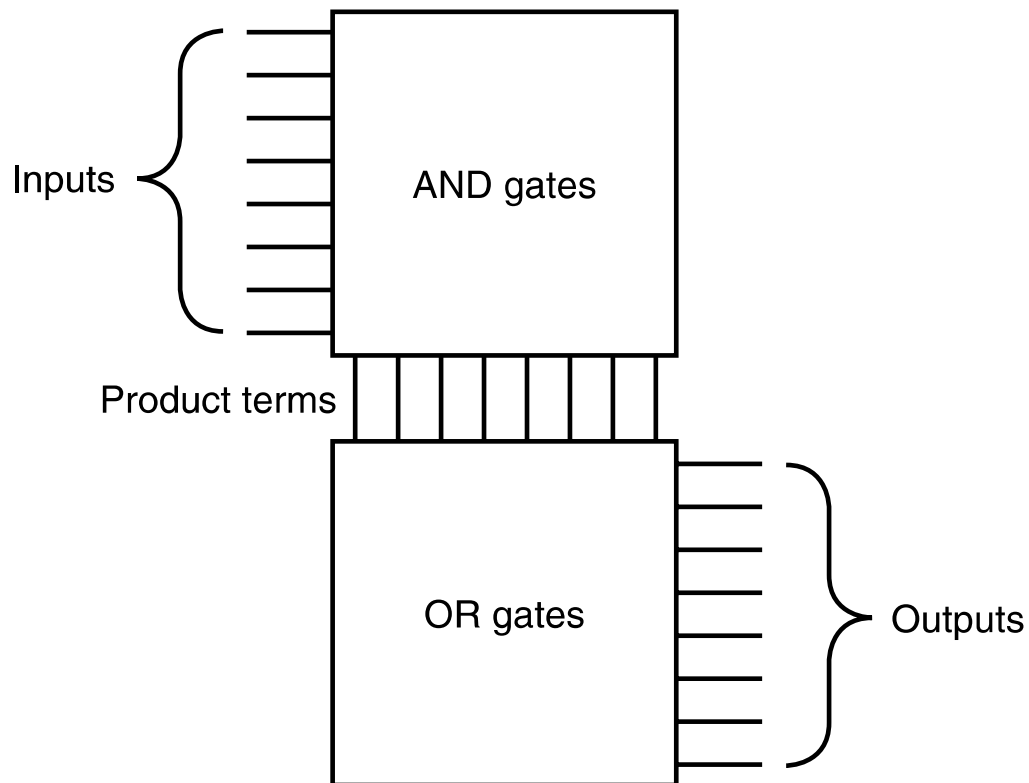 Inputs
AND gates
Product terms
OR gates
Outputs